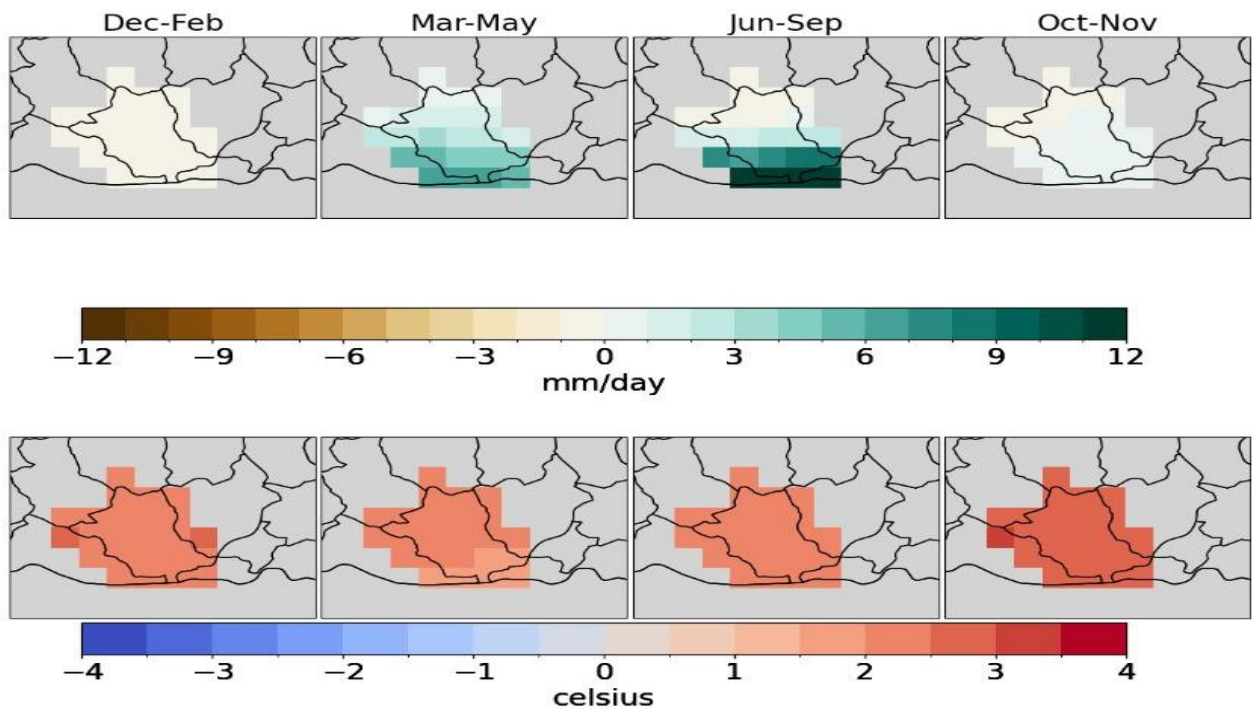 Dec-Feb Mar-May Jun-Sep Oct-Nov
−12 −9 −6 −3 0 3 6 9 12
mm/day
−4 −3 −2 −1 0 1 2 3 4
celsius